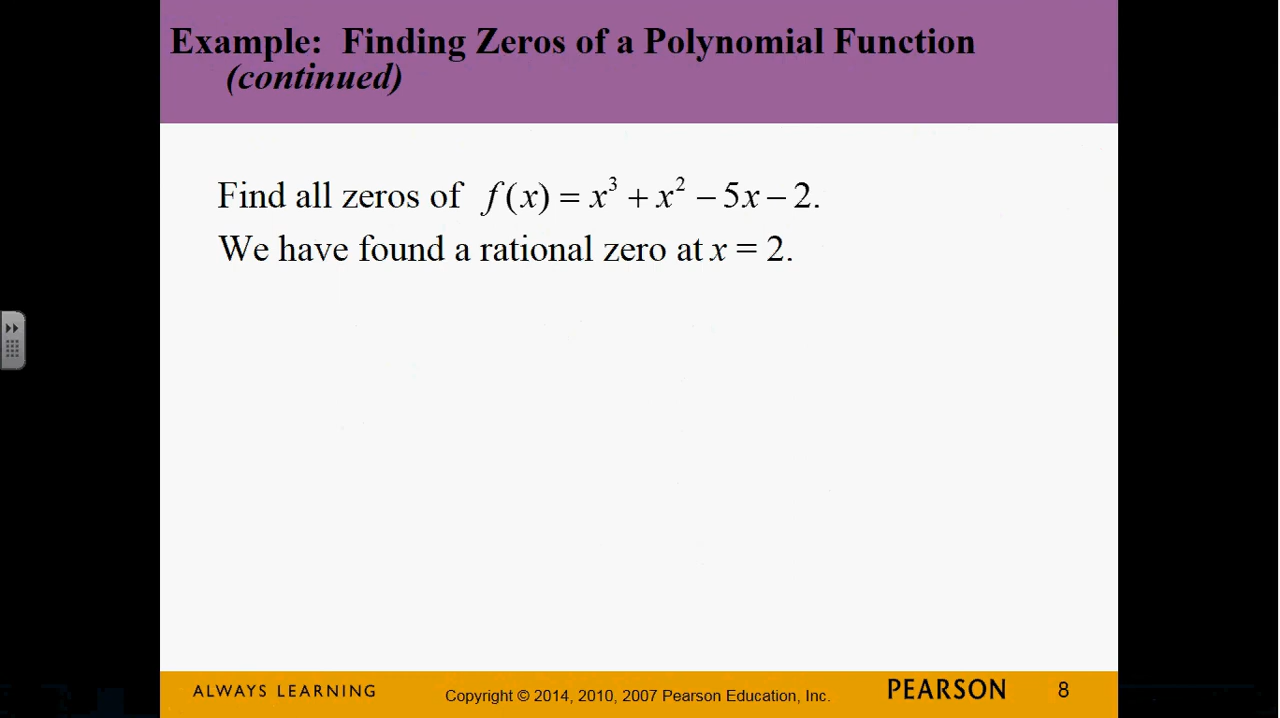 Example: Finding Zeros of a Polynomial Function
(continued)
Find all zeros of f(x) = x³ + x² − 5x − 2.
We have found a rational zero at x = 2.
ALWAYS LEARNING
Copyright © 2014, 2010, 2007 Pearson Education, Inc.
PEARSON
8